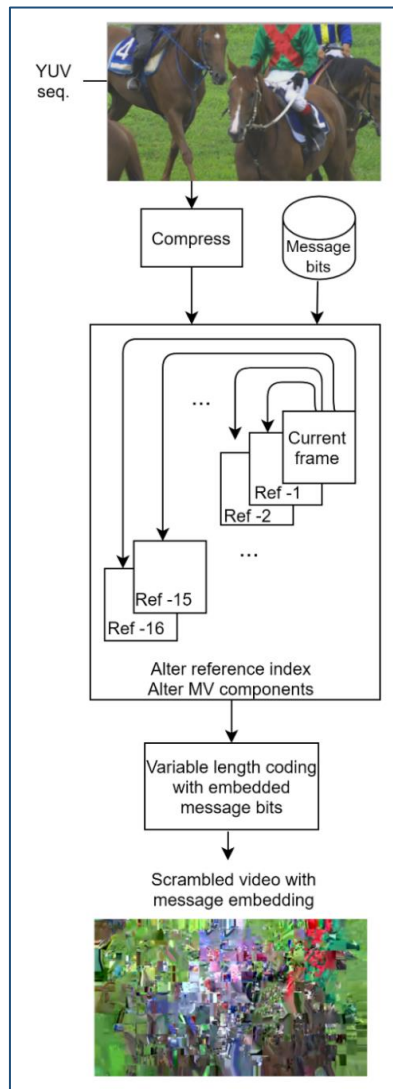 YUV
seq.
4
Compress
Message
bits
...
Current
frame
Ref -1
Ref -2
...
Ref -15
Ref -16
Alter reference index
Alter MV components
Variable length coding
with embedded
message bits
Scrambled video with
message embedding